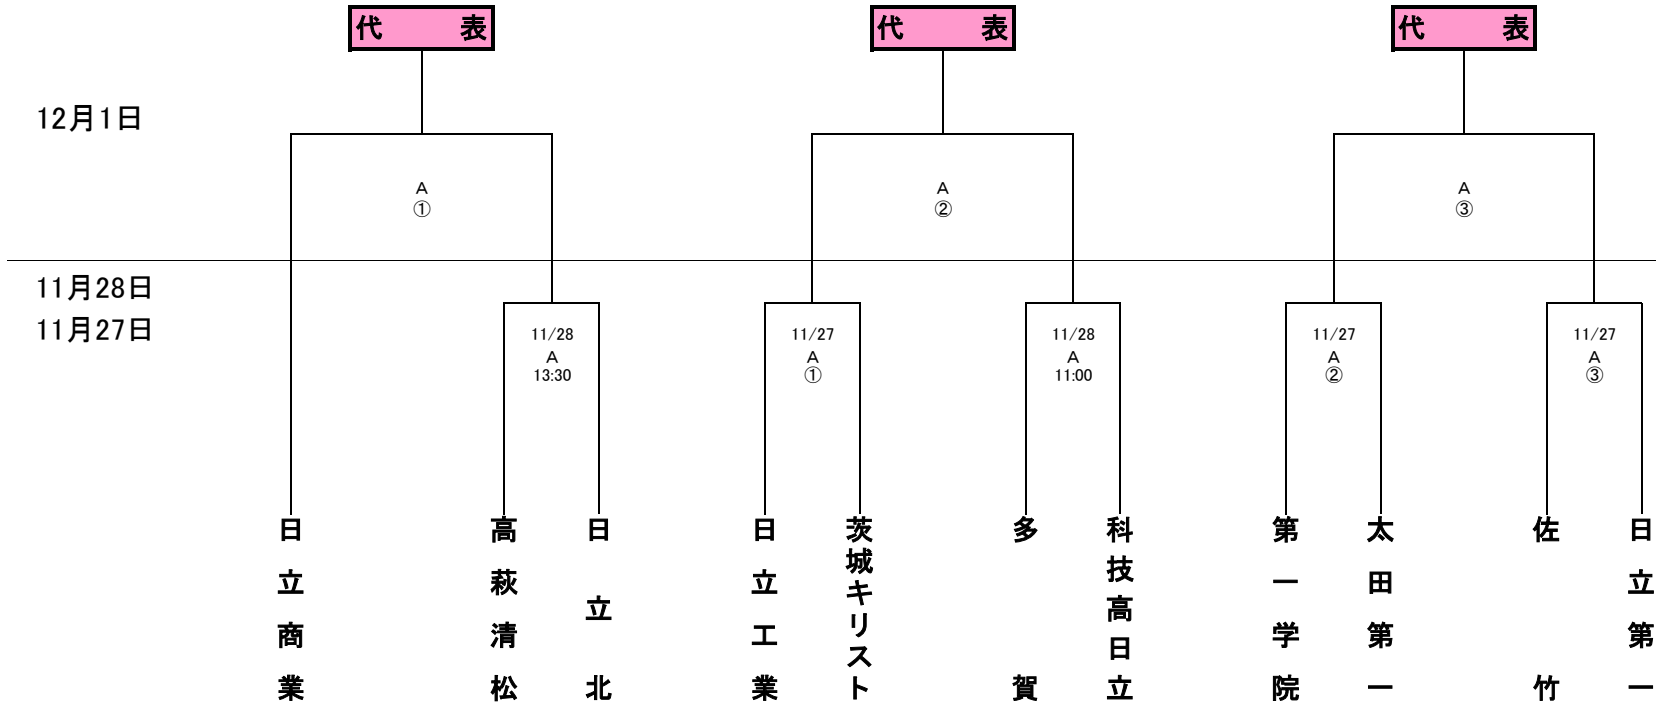 代 表
代 表
代 表
12月1日
A
①
A
②
A
③
11月28日
11月27日
11/28
A
13:30
11/27
A
①
11/28
A
11:00
11/27
A
②
11/27
A
③
日立商業
高萩清松
日立北
日立工業
茨城キリスト
多賀
科技高日立
第一学院
太田第一
佐竹
日立第一